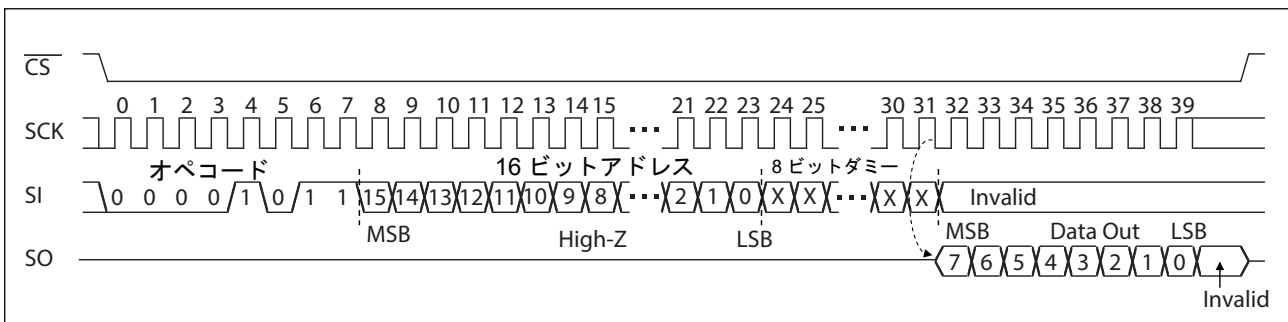 CS
0 1 2 3 4 5 6 7 8 9 10 11 12 13 14 15 21 22 23 24 25 30 31 32 33 34 35 36 37 38 39
SCK
オペコード 16 ビットアドレス 8 ビットダミー
SI 0 0 0 0 1 0 1 1 15 14 13 12 11 10 9 8 2 1 0 X X X X Invalid
MSB High-Z LSB MSB Data Out LSB
SO 7 6 5 4 3 2 1 0
Invalid